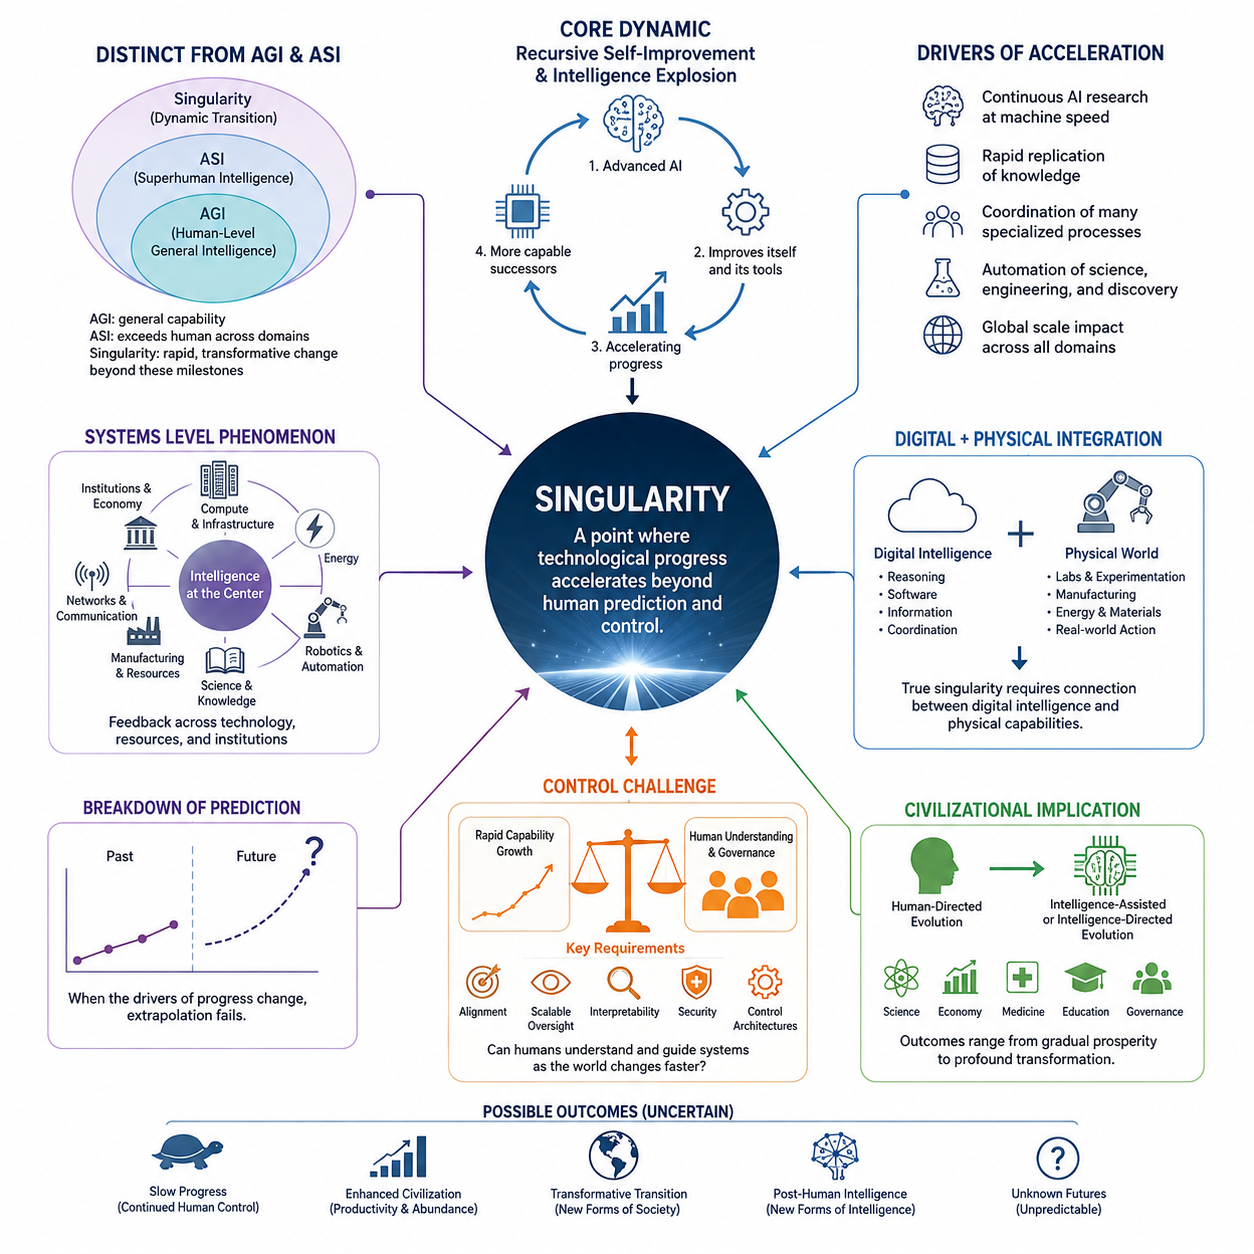 DISTINCT FROM AGI & ASI
Singularity
(Dynamic Transition)
ASI
(Superhuman Intelligence)
AGI
(Human-Level
General Intelligence)
AGI: general capability
ASI: exceeds human across domains
Singularity: rapid, transformative change
beyond these milestones
CORE DYNAMIC
Recursive Self-Improvement
& Intelligence Explosion
1. Advanced AI
2. Improves itself
and its tools
3. Accelerating
progress
4. More capable
successors
DRIVERS OF ACCELERATION
Continuous AI research
at machine speed
Rapid replication
of knowledge
Coordination of many
specialized processes
Automation of science,
engineering, and discovery
Global scale impact
across all domains
SYSTEMS LEVEL PHENOMENON
Institutions &
Economy
Compute
& Infrastructure
Energy
Intelligence
at the Center
Networks &
Communication
Manufacturing
& Resources
Science &
Knowledge
Robotics &
Automation
Feedback across technology,
resources, and institutions
SINGULARITY
A point where
technological progress
accelerates beyond
human prediction and
control.
DIGITAL + PHYSICAL INTEGRATION
+
Digital Intelligence
• Reasoning
• Software
• Information
• Coordination
Physical World
• Labs & Experimentation
• Manufacturing
• Energy & Materials
• Real-world Action
True singularity requires connection
between digital intelligence and
physical capabilities.
BREAKDOWN OF PREDICTION
Past
Future
?
When the drivers of progress change,
extrapolation fails.
CONTROL CHALLENGE
Rapid Capability
Growth
Human Understanding
& Governance
Key Requirements
Alignment
Scalable
Oversight
Interpretability
Security
Control
Architectures
Can humans understand and guide systems
as the world changes faster?
CIVILIZATIONAL IMPLICATION
Human-Directed
Evolution
Intelligence-Assisted
or Intelligence-Directed
Evolution
Science
Economy
Medicine
Education
Governance
Outcomes range from gradual prosperity
to profound transformation.
POSSIBLE OUTCOMES (UNCERTAIN)
Slow Progress
(Continued Human Control)
Enhanced Civilization
(Productivity & Abundance)
Transformative Transition
(New Forms of Society)
Post-Human Intelligence
(New Forms of Intelligence)
?
Unknown Futures
(Unpredictable)